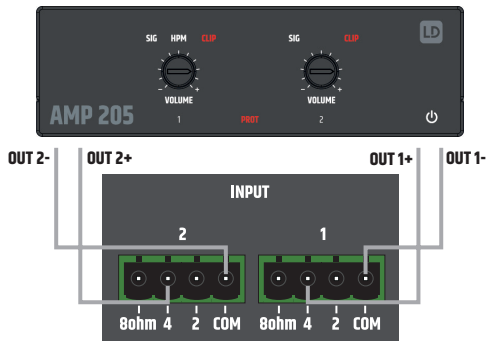 LD
SIG HPM CLIP SIG CLIP
- + - +
VOLUME VOLUME
AMP 205 1 PROT 2
OUT 2- OUT 2+ OUT 1+ OUT 1-
INPUT
2 1
8ohm 4 2 COM 8ohm 4 2 COM